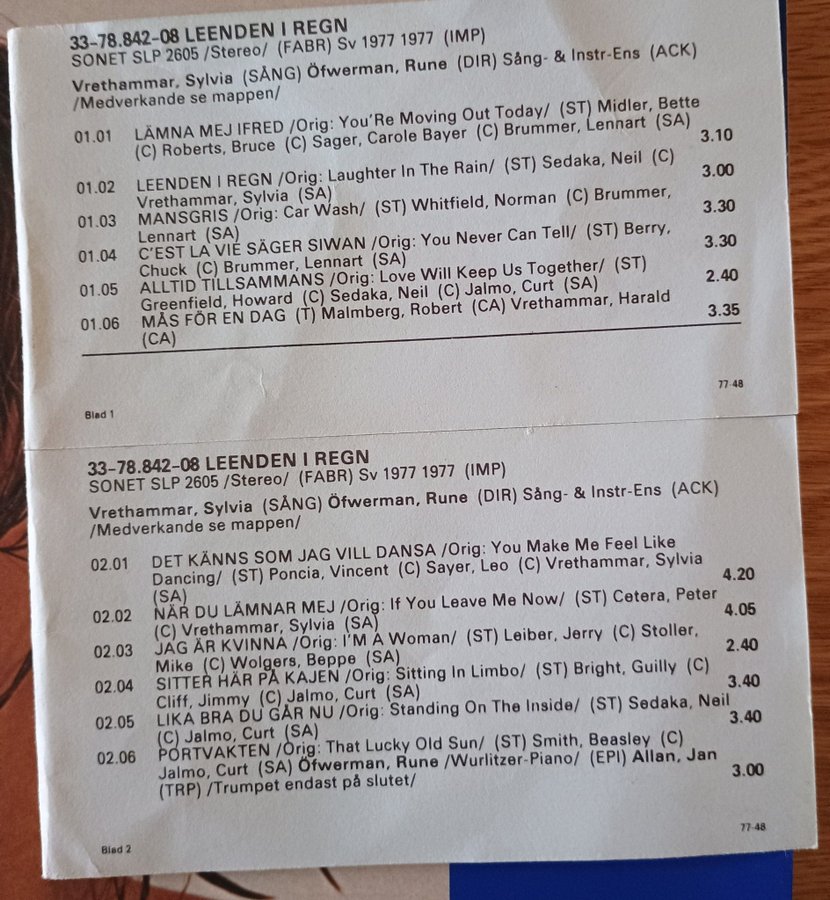 33-78.842-08 LEENDEN I REGN
SONET SLP 2605 /Stereo/ (FABR) Sv 1977 1977 (IMP)
Vrethammar, Sylvia (SÅNG) Öfwerman, Rune (DIR) Sång- & Instr-Ens (ACK)
/Medverkande se mappen/
01.01 LÄMNA MEJ IFRED /Orig: You'Re Moving Out Today/ (ST) Midler, Bette
(C) Roberts, Bruce (C) Sager, Carole Bayer (C) Brummer, Lennart (SA) 3.10
01.02 LEENDEN I REGN /Orig: Laughter In The Rain/ (ST) Sedaka, Neil (C)
Vrethammar, Sylvia (SA) 3.00
01.03 MANSGRIS /Orig: Car Wash/ (ST) Whitfield, Norman (C) Brummer,
Lennart (SA) 3.30
01.04 C'EST LA VIE SÄGER SIWAN /Orig: You Never Can Tell/ (ST) Berry,
Chuck (C) Brummer, Lennart (SA) 3.30
01.05 ALLTID TILLSAMMANS /Orig: Love Will Keep Us Together/ (ST)
Greenfield, Howard (C) Sedaka, Neil (C) Jalmo, Curt (SA) 2.40
01.06 MÅS FÖR EN DAG (T) Malmberg, Robert (CA) Vrethammar, Harald
(CA) 3.35
Blad 1 77-48
33-78.842-08 LEENDEN I REGN
SONET SLP 2605 /Stereo/ (FABR) Sv 1977 1977 (IMP)
Vrethammar, Sylvia (SÅNG) Öfwerman, Rune (DIR) Sång- & Instr-Ens (ACK)
/Medverkande se mappen/
02.01 DET KÄNNS SOM JAG VILL DANSA /Orig: You Make Me Feel Like
Dancing/ (ST) Poncia, Vincent (C) Sayer, Leo (C) Vrethammar, Sylvia
(SA) 4.20
02.02 NÄR DU LÄMNAR MEJ /Orig: If You Leave Me Now/ (ST) Cetera, Peter
(C) Vrethammar, Sylvia (SA) 4.05
02.03 JAG ÄR KVINNA /Orig: I'M A Woman/ (ST) Leiber, Jerry (C) Stoller,
Mike (C) Wolgers, Beppe (SA) 2.40
02.04 SITTER HÄR PÅ KAJEN /Orig: Sitting In Limbo/ (ST) Bright, Guilly (C)
Cliff, Jimmy (C) Jalmo, Curt (SA) 3.40
02.05 LIKA BRA DU GÅR NU /Orig: Standing On The Inside/ (ST) Sedaka, Neil
(C) Jalmo, Curt (SA) 3.40
02.06 PORTVAKTEN /Orig: That Lucky Old Sun/ (ST) Smith, Beasley (C)
Jalmo, Curt (SA) Öfwerman, Rune /Wurlitzer-Piano/ (EPI) Allan, Jan
(TRP) /Trumpet endast på slutet/ 3.00
Blad 2 77-48